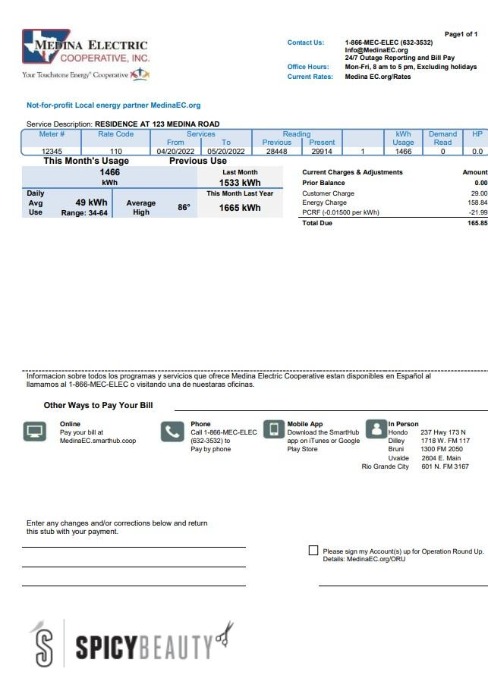 Page1 of 1
MEDINA ELECTRIC
COOPERATIVE, INC.
Your Touchstone Energy® Cooperative
Contact Us: 1-866-MEC-ELEC (632-3532)
Info@MedinaEC.org
24/7 Outage Reporting and Bill Pay
Office Hours: Mon-Fri, 8 am to 5 pm, Excluding holidays
Current Rates: Medina EC.org/Rates
Not-for-profit Local energy partner MedinaEC.org
Service Description: RESIDENCE AT 123 MEDINA ROAD
Meter # Rate Code Services Reading kWh Demand HP
From To Previous Present Usage Read
12345 110 04/20/2022 05/20/2022 28448 29914 1 1466 0 0.0
This Month's Usage Previous Use
1466 Last Month
kWh 1533 kWh
This Month Last Year
Daily
Avg 49 kWh Average 86° 1665 kWh
Use Range: 34-64 High
Current Charges & Adjustments Amount
Prior Balance 0.00
Customer Charge 29.00
Energy Charge 158.84
PCRF (-0.01500 per kWh) -21.99
Total Due 165.85
Informacion sobre todos los programas y servicios que ofrece Medina Electric Cooperative estan disponibles en Español al
llamamos al 1-866-MEC-ELEC o visitando una de nuestaras oficinas.
Other Ways to Pay Your Bill
Online
Pay your bill at
MedinaEC.smarthub.coop
Phone
Call 1-866-MEC-ELEC
(632-3532) to
Pay by phone
Mobile App
Download the SmartHub
app on iTunes or Google
Play Store
In Person
Hondo 237 Hwy 173 N
Dilley 1718 W. FM 117
Bruni 1300 FM 2050
Uvalde 2604 E. Main
Rio Grande City 601 N. FM 3167
Enter any changes and/or corrections below and return
this stub with your payment.
Please sign my Account(s) up for Operation Round Up.
Details: MedinaEC.org/ORU
SPICYBEAUTY